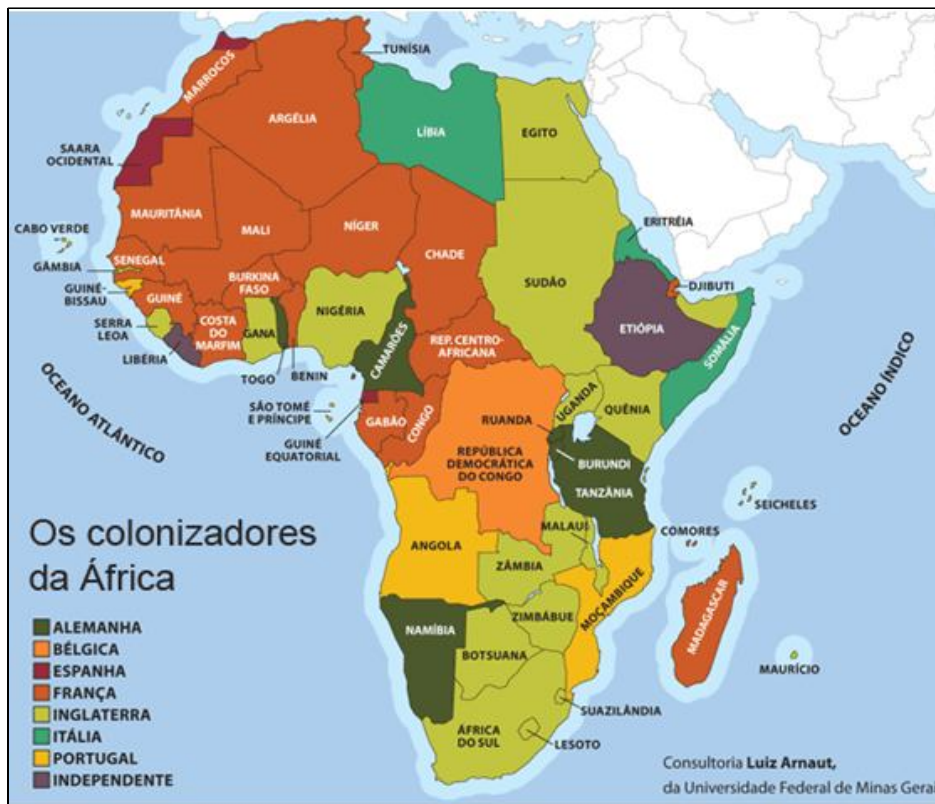 TUNÍSIA
MARROCOS
ARGÉLIA
LÍBIA
EGITO
SAARA
OCIDENTAL
MAURITÂNIA
MALI
NÍGER
CHADE
SUDÃO
ERITRÉIA
CABO VERDE
SENEGAL
GÂMBIA
GUINÉ-
BISSAU
GUINÉ
BURKINA
FASO
NIGÉRIA
DJIBUTI
ETIÓPIA
SOMÁLIA
SERRA
LEOA
LIBÉRIA
COSTA
DO
MARFIM
GANA
TOGO
BENIN
CAMARÕES
REP. CENTRO-
AFRICANA
SÃO TOMÉ
E PRÍNCIPE
GUINÉ
EQUATORIAL
GABÃO
CONGO
UGANDA
QUÊNIA
RUANDA
REPÚBLICA
DEMOCRÁTICA
DO CONGO
BURUNDI
TANZÂNIA
OCEANO ATLÂNTICO
OCEANO ÍNDICO
SEICHELES
COMORES
MALAUI
ANGOLA
ZÂMBIA
MOÇAMBIQUE
ZIMBÁBUE
MADAGASCAR
MAURÍCIO
NAMÍBIA
BOTSUANA
SUAZILÂNDIA
LESOTO
ÁFRICA
DO SUL
Os colonizadores
da África
ALEMANHA
BÉLGICA
ESPANHA
FRANÇA
INGLATERRA
ITÁLIA
PORTUGAL
INDEPENDENTE
Consultoria Luiz Arnaut,
da Universidade Federal de Minas Gerai